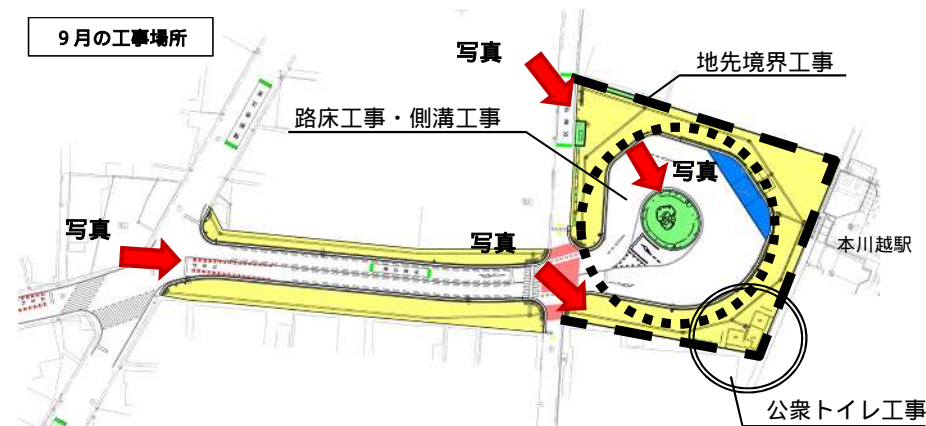 9月の工事場所
写真
地先境界工事
路床工事・側溝工事
写真
写真
写真
本川越駅
公衆トイレ工事